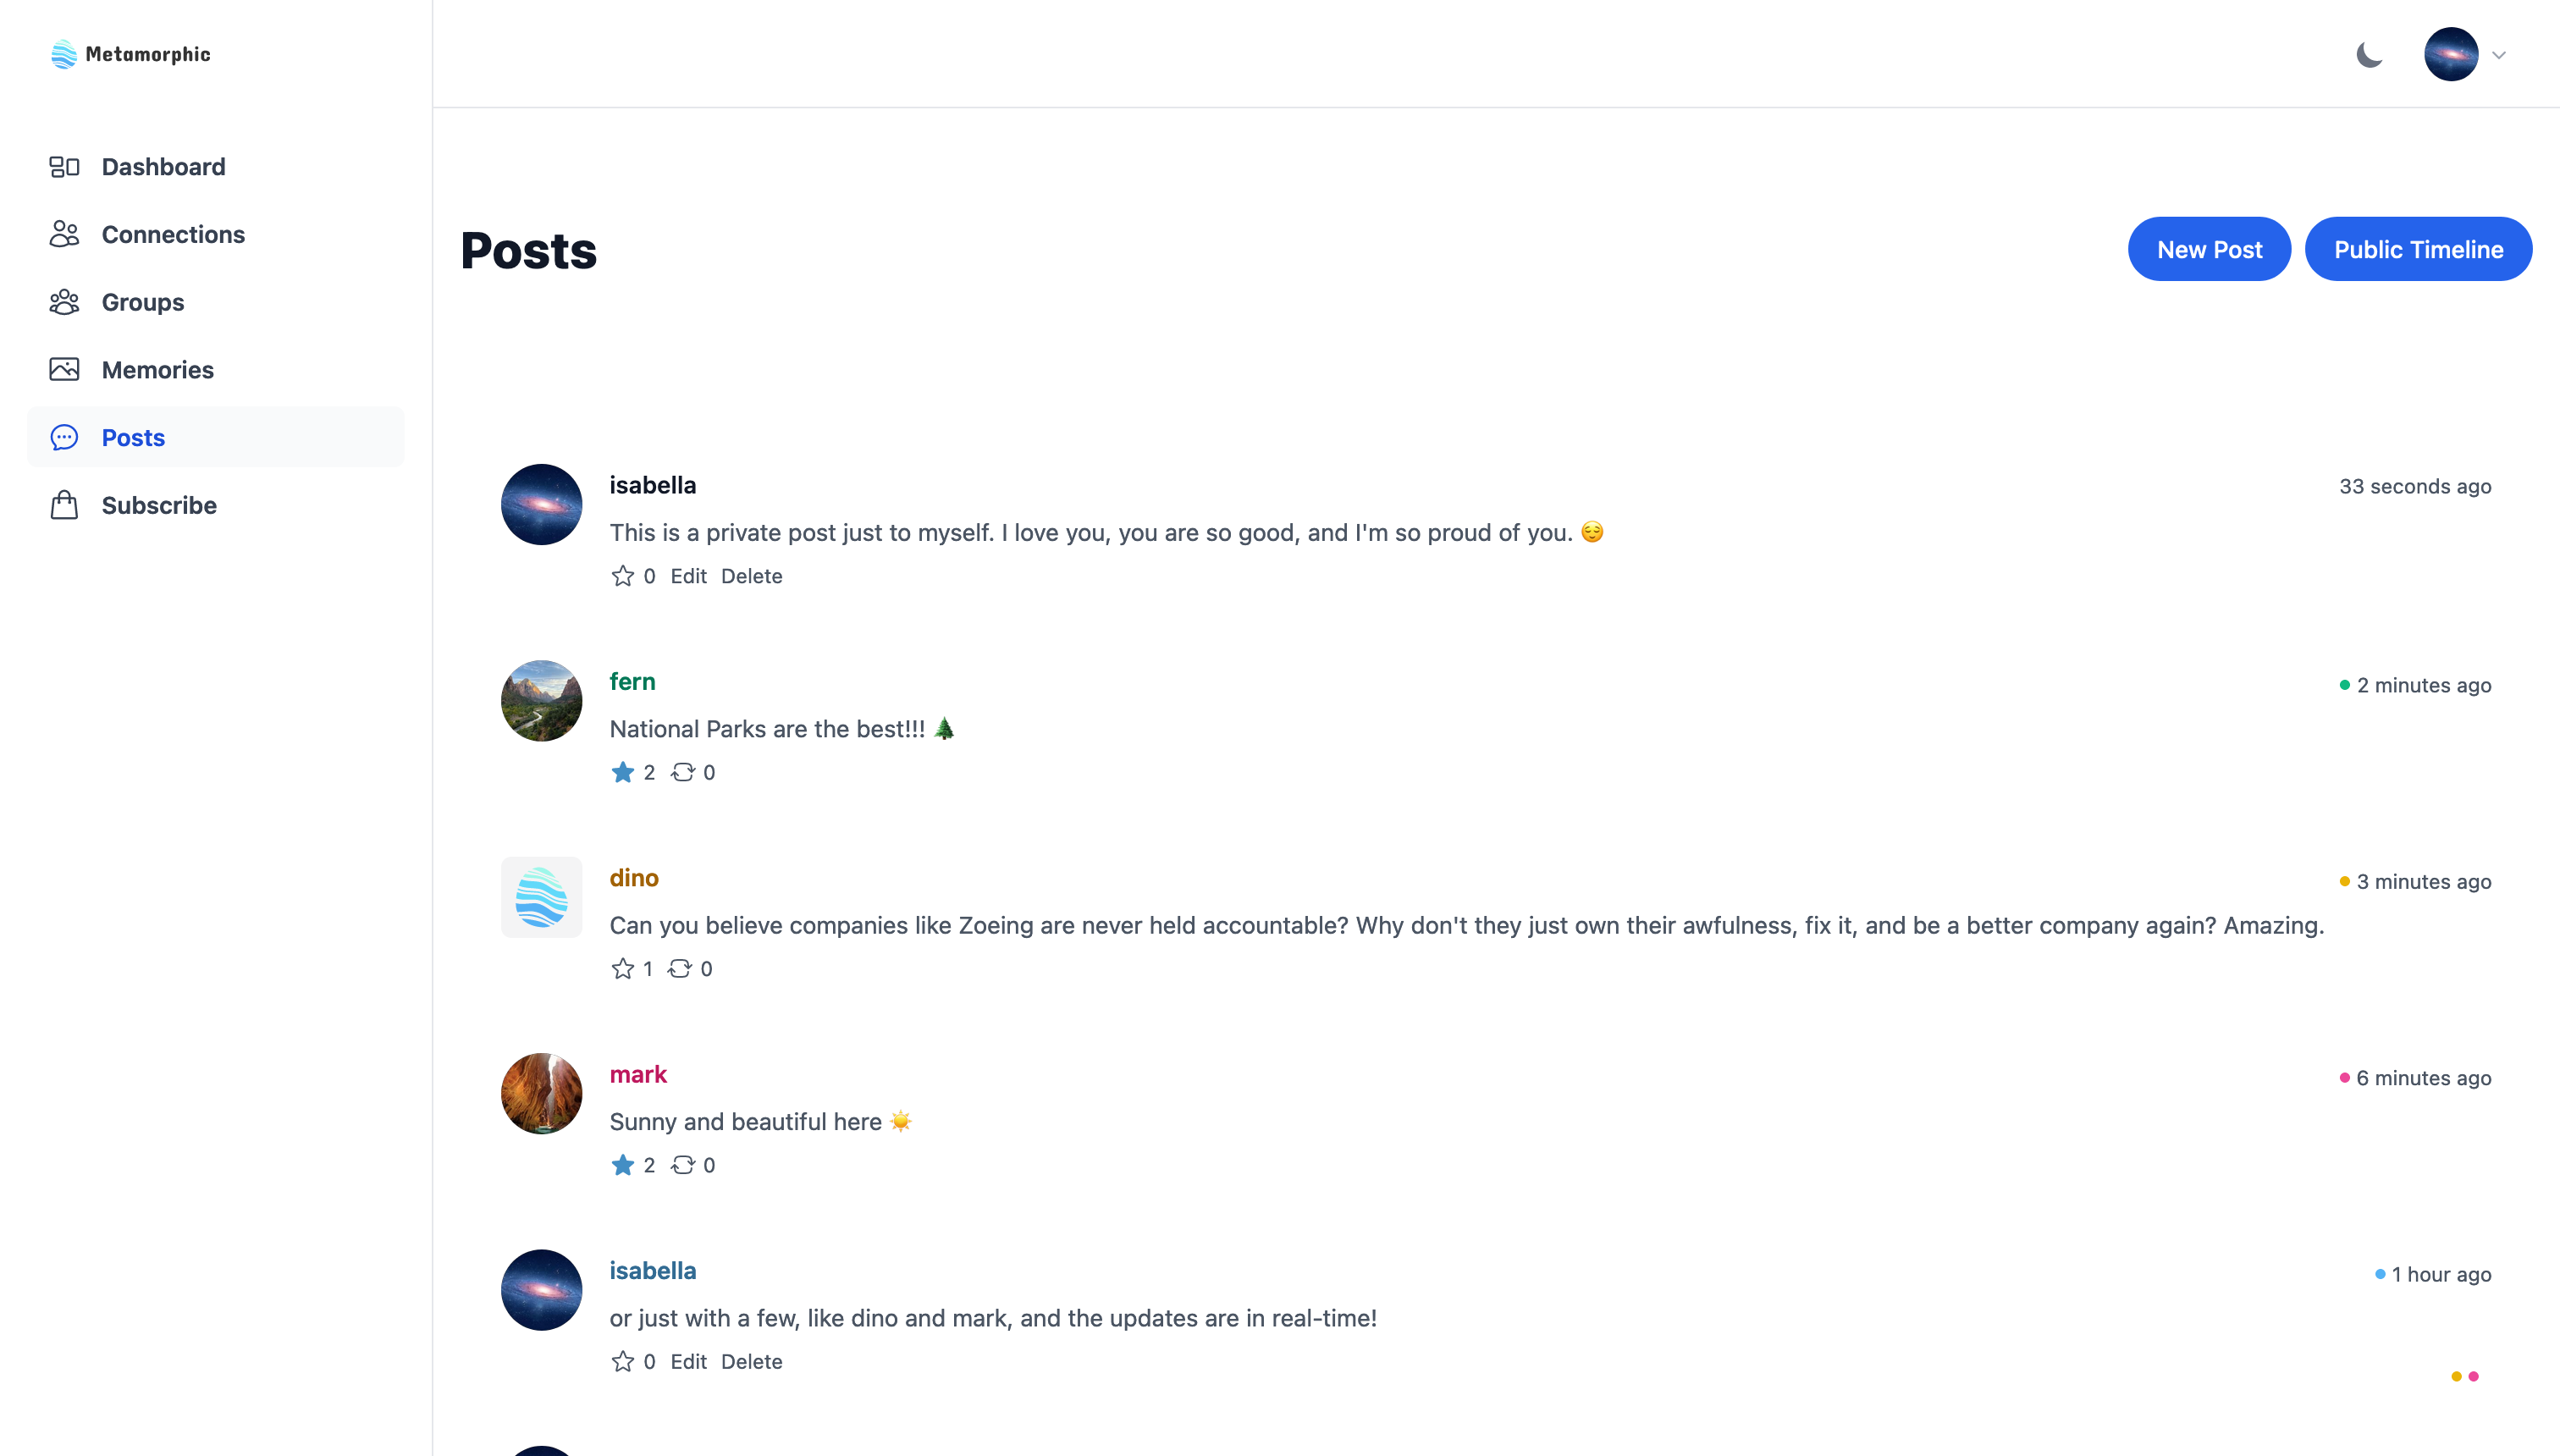 Metamorphic
Dashboard
Connections
Groups
Memories
Posts
Subscribe
Posts
New Post
Public Timeline
isabella
33 seconds ago
This is a private post just to myself. I love you, you are so good, and I'm so proud of you. 😌
0 Edit Delete
fern
2 minutes ago
National Parks are the best!!! 🌲
2 0
dino
3 minutes ago
Can you believe companies like Zoeing are never held accountable? Why don't they just own their awfulness, fix it, and be a better company again? Amazing.
1 0
mark
6 minutes ago
Sunny and beautiful here ☀️
2 0
isabella
1 hour ago
or just with a few, like dino and mark, and the updates are in real-time!
0 Edit Delete